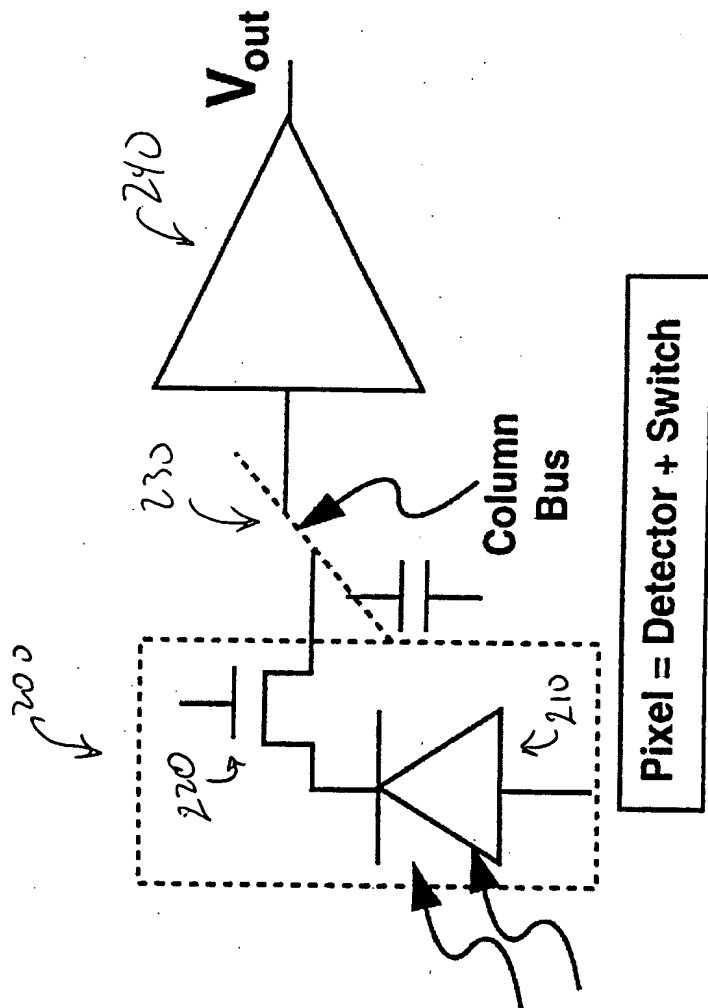 200
220
210
230
Column
Bus
240
Vout
Pixel = Detector + Switch